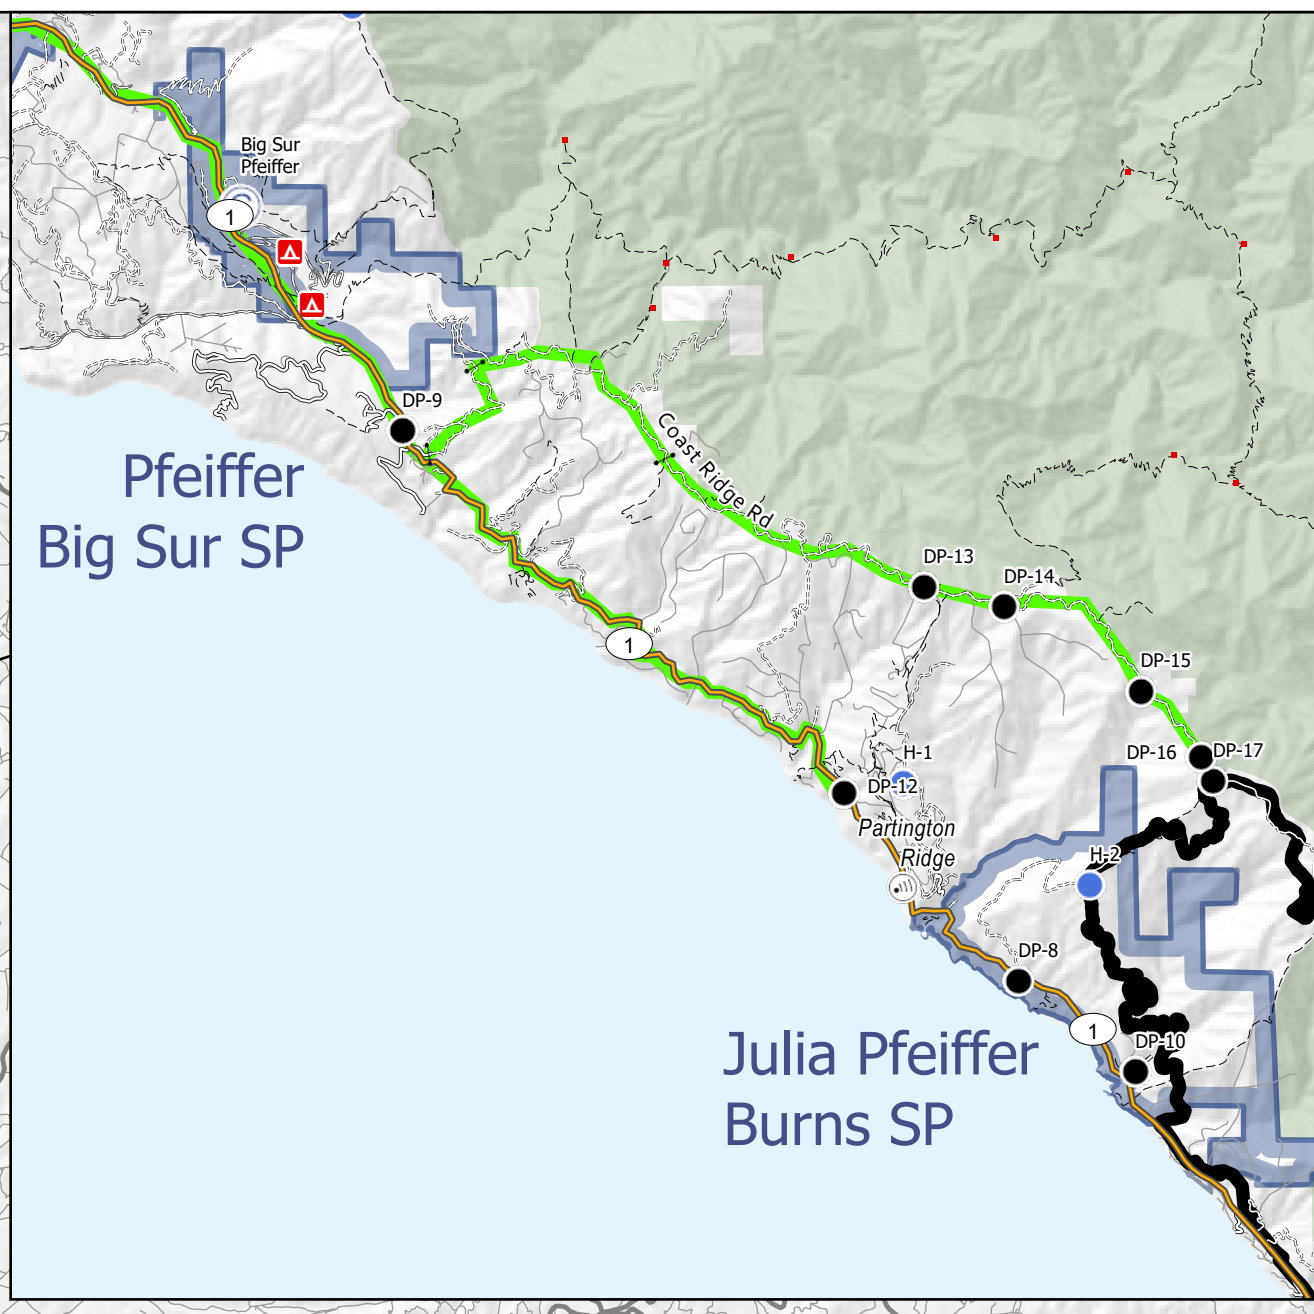 Big Sur
Pfeiffer
1
DP-9
Pfeiffer
Big Sur SP
Coast Ridge Rd
DP-13
DP-14
1
DP-15
DP-16
DP-17
H-1
DP-12
Partington
Ridge
H-2
DP-8
1
DP-10
Julia Pfeiffer
Burns SP